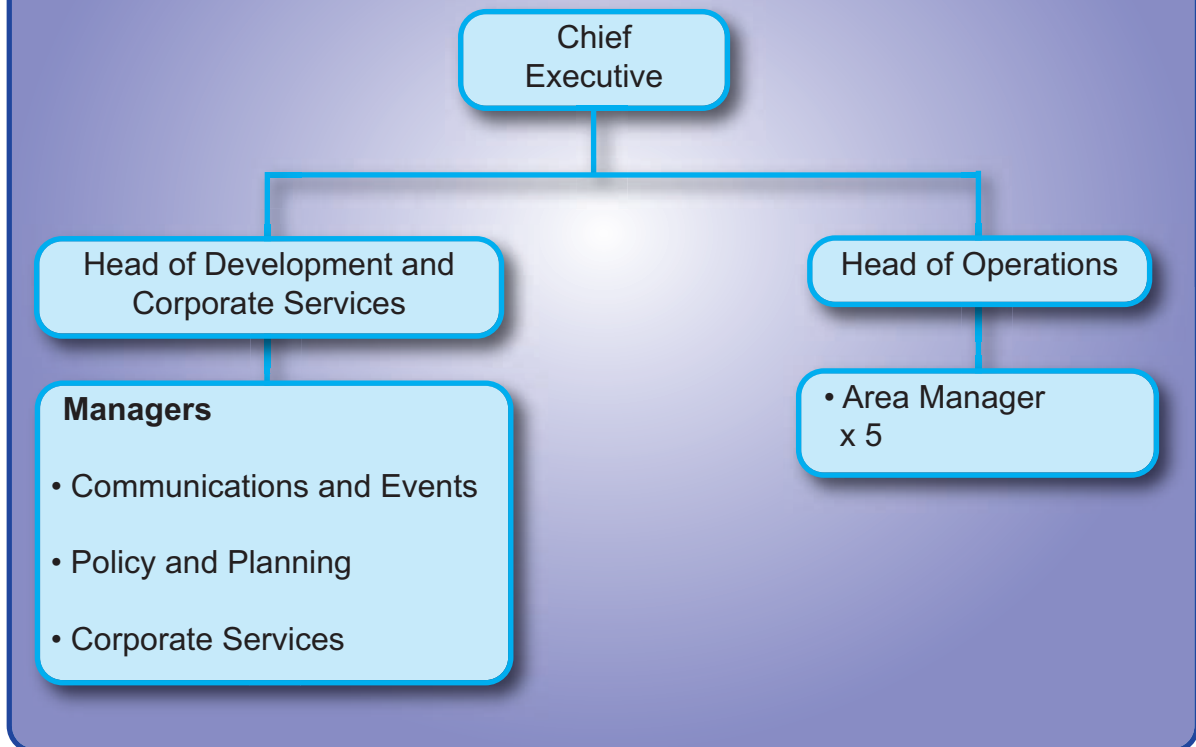 Chief
Executive
Head of Development and
Corporate Services
Head of Operations
Managers
• Communications and Events
• Policy and Planning
• Corporate Services
• Area Manager
x 5